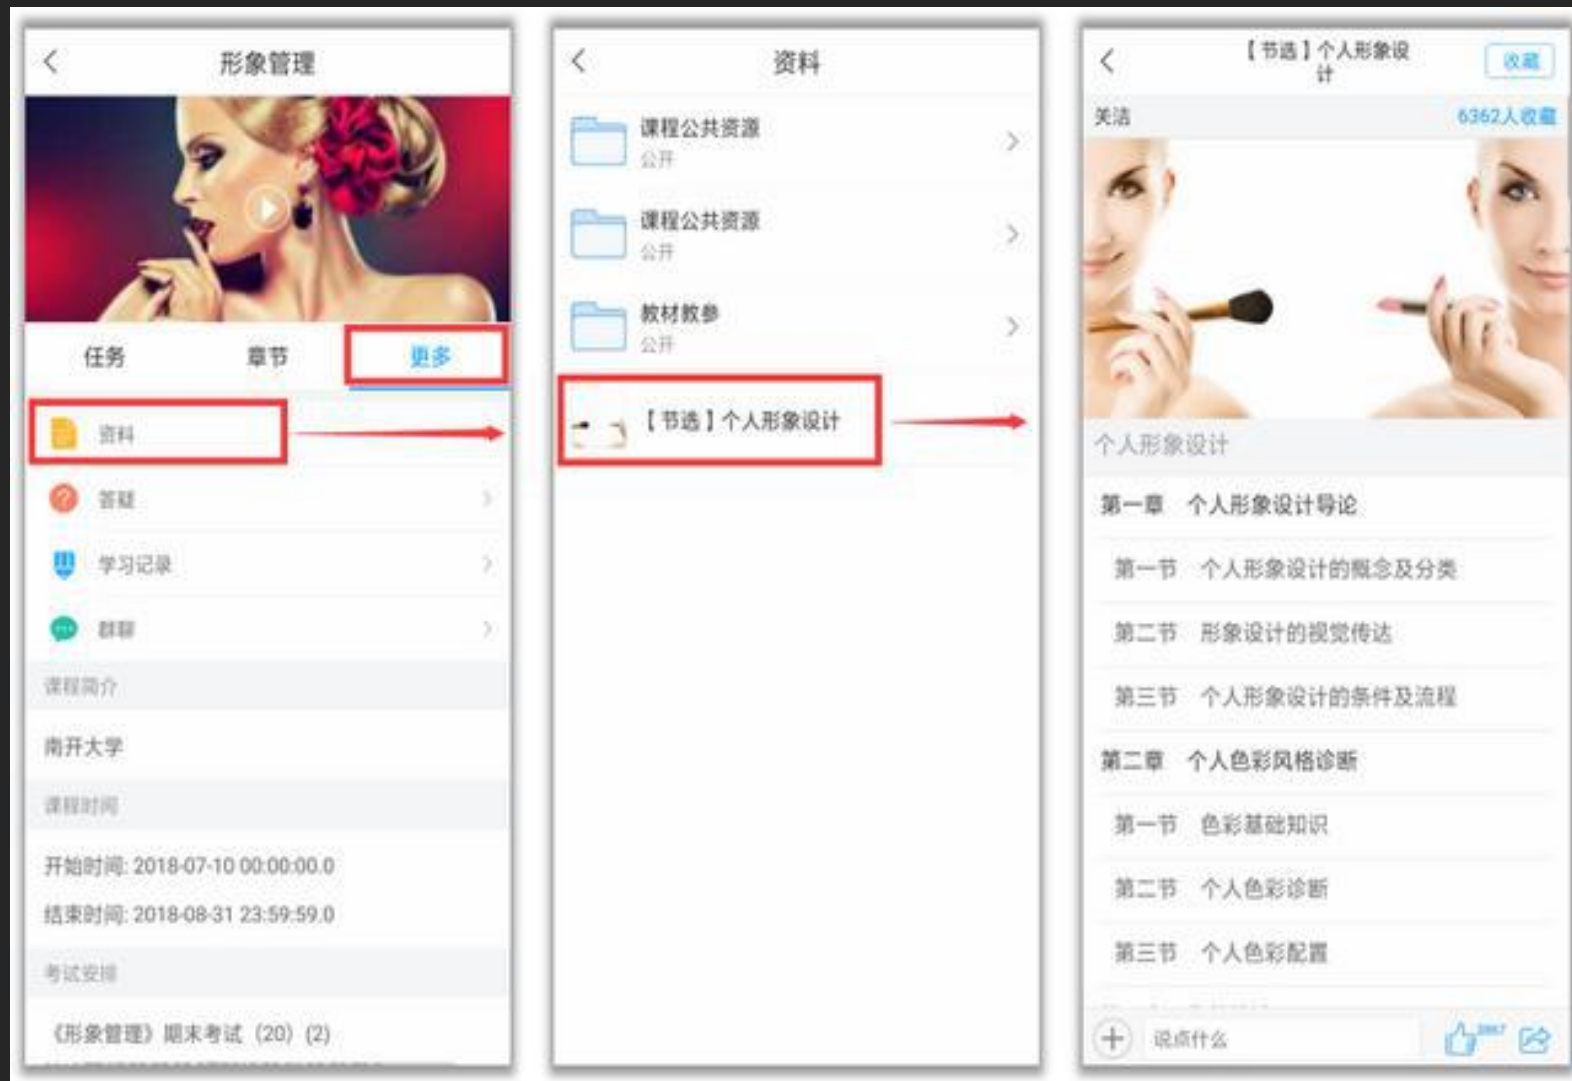 形象管理
任务
章节
更多
资料
答疑
学习记录
群聊
课程简介
南开大学
课程时间
开始时间: 2018-07-10 00:00:00.0
结束时间: 2018-08-31 23:59:59.0
考试安排
《形象管理》期末考试（20）(2)
资料
课程公共资源
公开
课程公共资源
公开
教材教参
公开
【节选】个人形象设计
【节选】个人形象设
计
收藏
关洁
6362人收藏
个人形象设计
第一章 个人形象设计导论
第一节 个人形象设计的概念及分类
第二节 形象设计的视觉传达
第三节 个人形象设计的条件及流程
第二章 个人色彩风格诊断
第一节 色彩基础知识
第二节 个人色彩诊断
第三节 个人色彩配置
说点什么